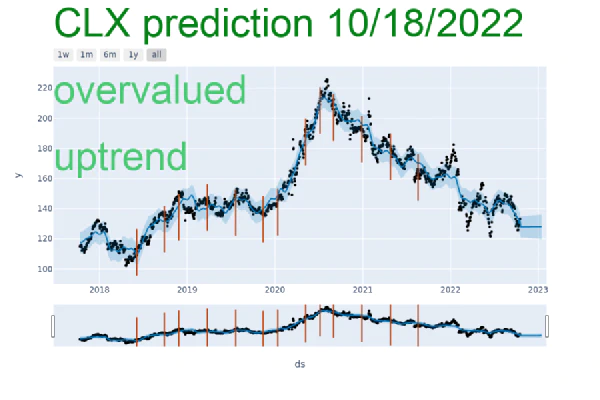 CLX prediction 10/18/2022
1w 1m 6m 1y all
overvalued
uptrend
220
200
180
160
140
120
100
y
2018 2019 2020 2021 2022 2023
ds